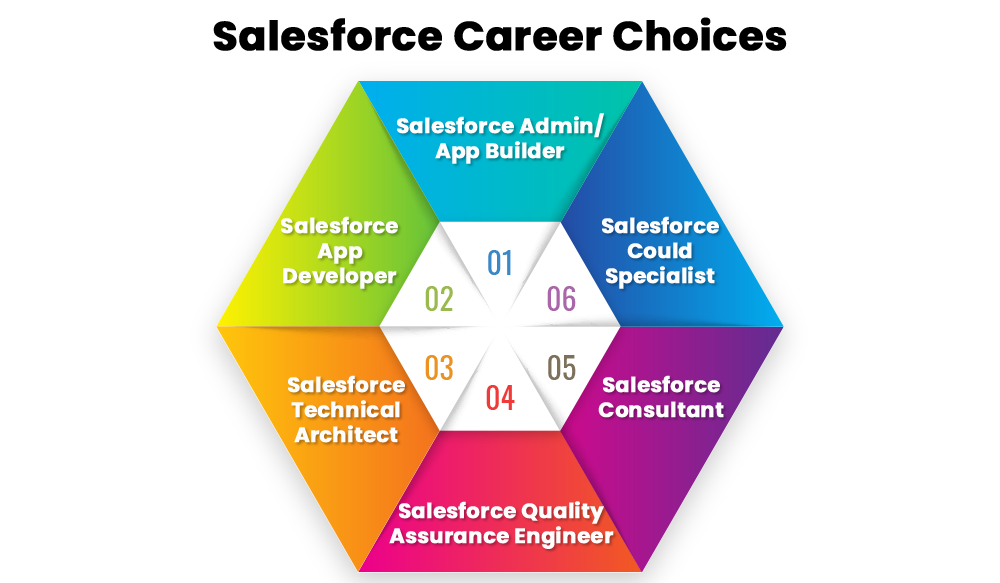 Salesforce Career Choices
Salesforce Admin/
App Builder
01
Salesforce
App
Developer
02
Salesforce
Technical
Architect
03
Salesforce Quality
Assurance Engineer
04
Salesforce
Consultant
05
Salesforce
Could
Specialist
06